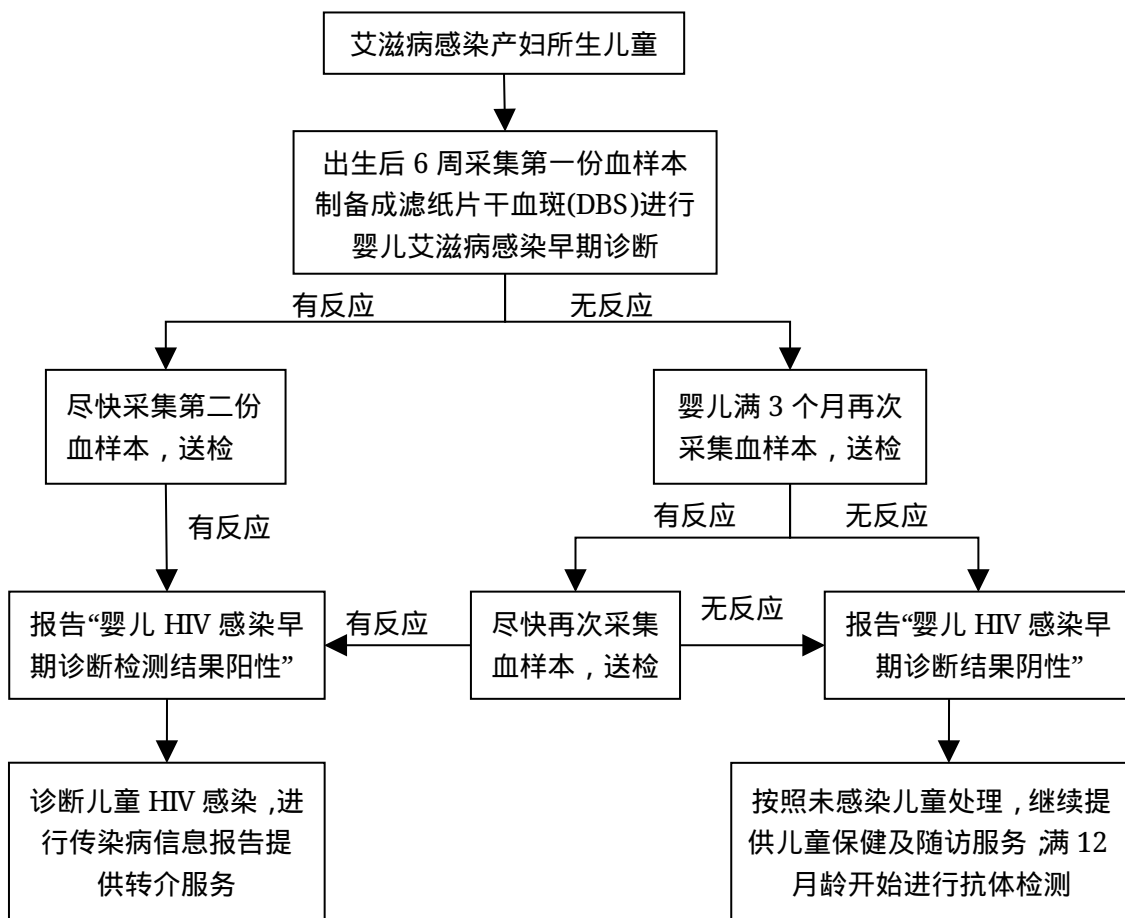 艾滋病感染产妇所生儿童
出生后 6 周采集第一份血样本
制备成滤纸片干血斑(DBS)进行
婴儿艾滋病感染早期诊断
有反应
无反应
尽快采集第二份
血样本，送检
婴儿满 3 个月再次
采集血样本，送检
有反应
有反应
无反应
报告“婴儿 HIV 感染早
期诊断检测结果阳性”
有反应
尽快再次采集
血样本，送检
无反应
报告“婴儿 HIV 感染早
期诊断结果阴性”
诊断儿童 HIV 感染，进
行传染病信息报告提
供转介服务
按照未感染儿童处理，继续提
供儿童保健及随访服务；满 12
月龄开始进行抗体检测